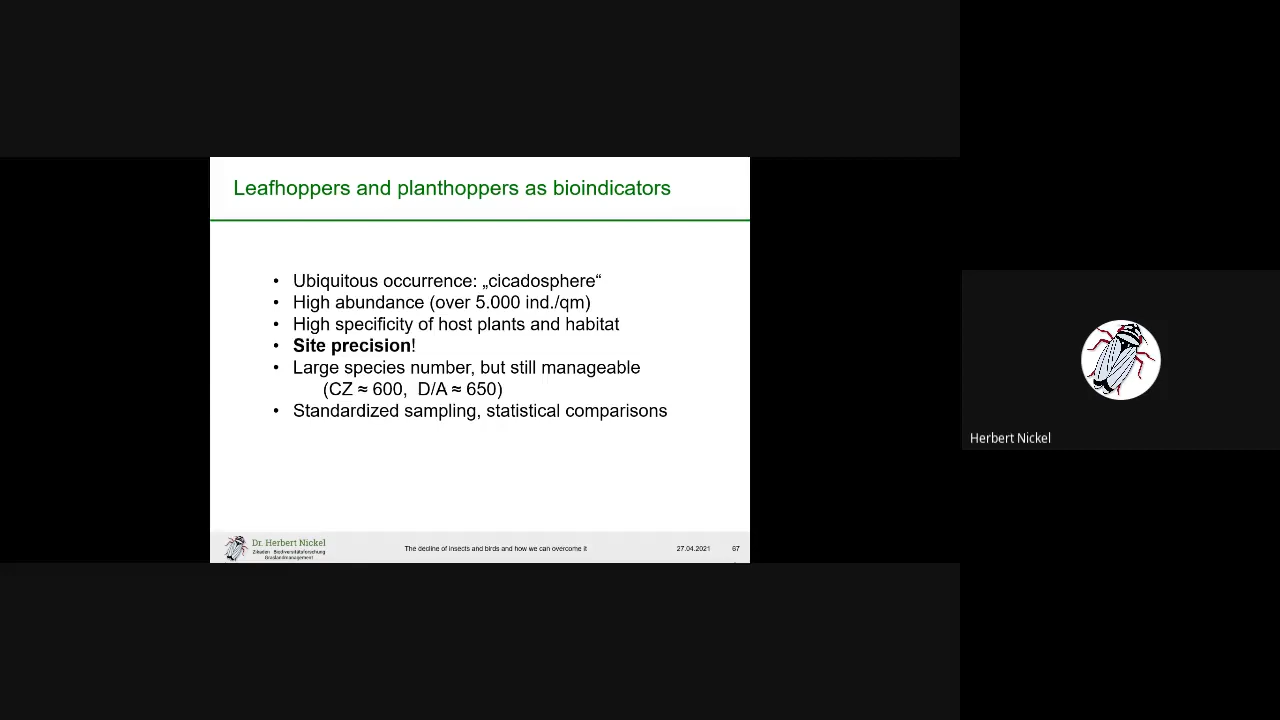 Leafhoppers and planthoppers as bioindicators
• Ubiquitous occurrence: „cicadosphere“
• High abundance (over 5.000 ind./qm)
• High specificity of host plants and habitat
• Site precision!
• Large species number, but still manageable
(CZ ≈ 600, D/A ≈ 650)
• Standardized sampling, statistical comparisons
Dr. Herbert Nickel
Zikaden Biodiversitätsforschung
Graslandmanagement
The decline of insects and birds and how we can overcome it
27.04.2021
67
Herbert Nickel